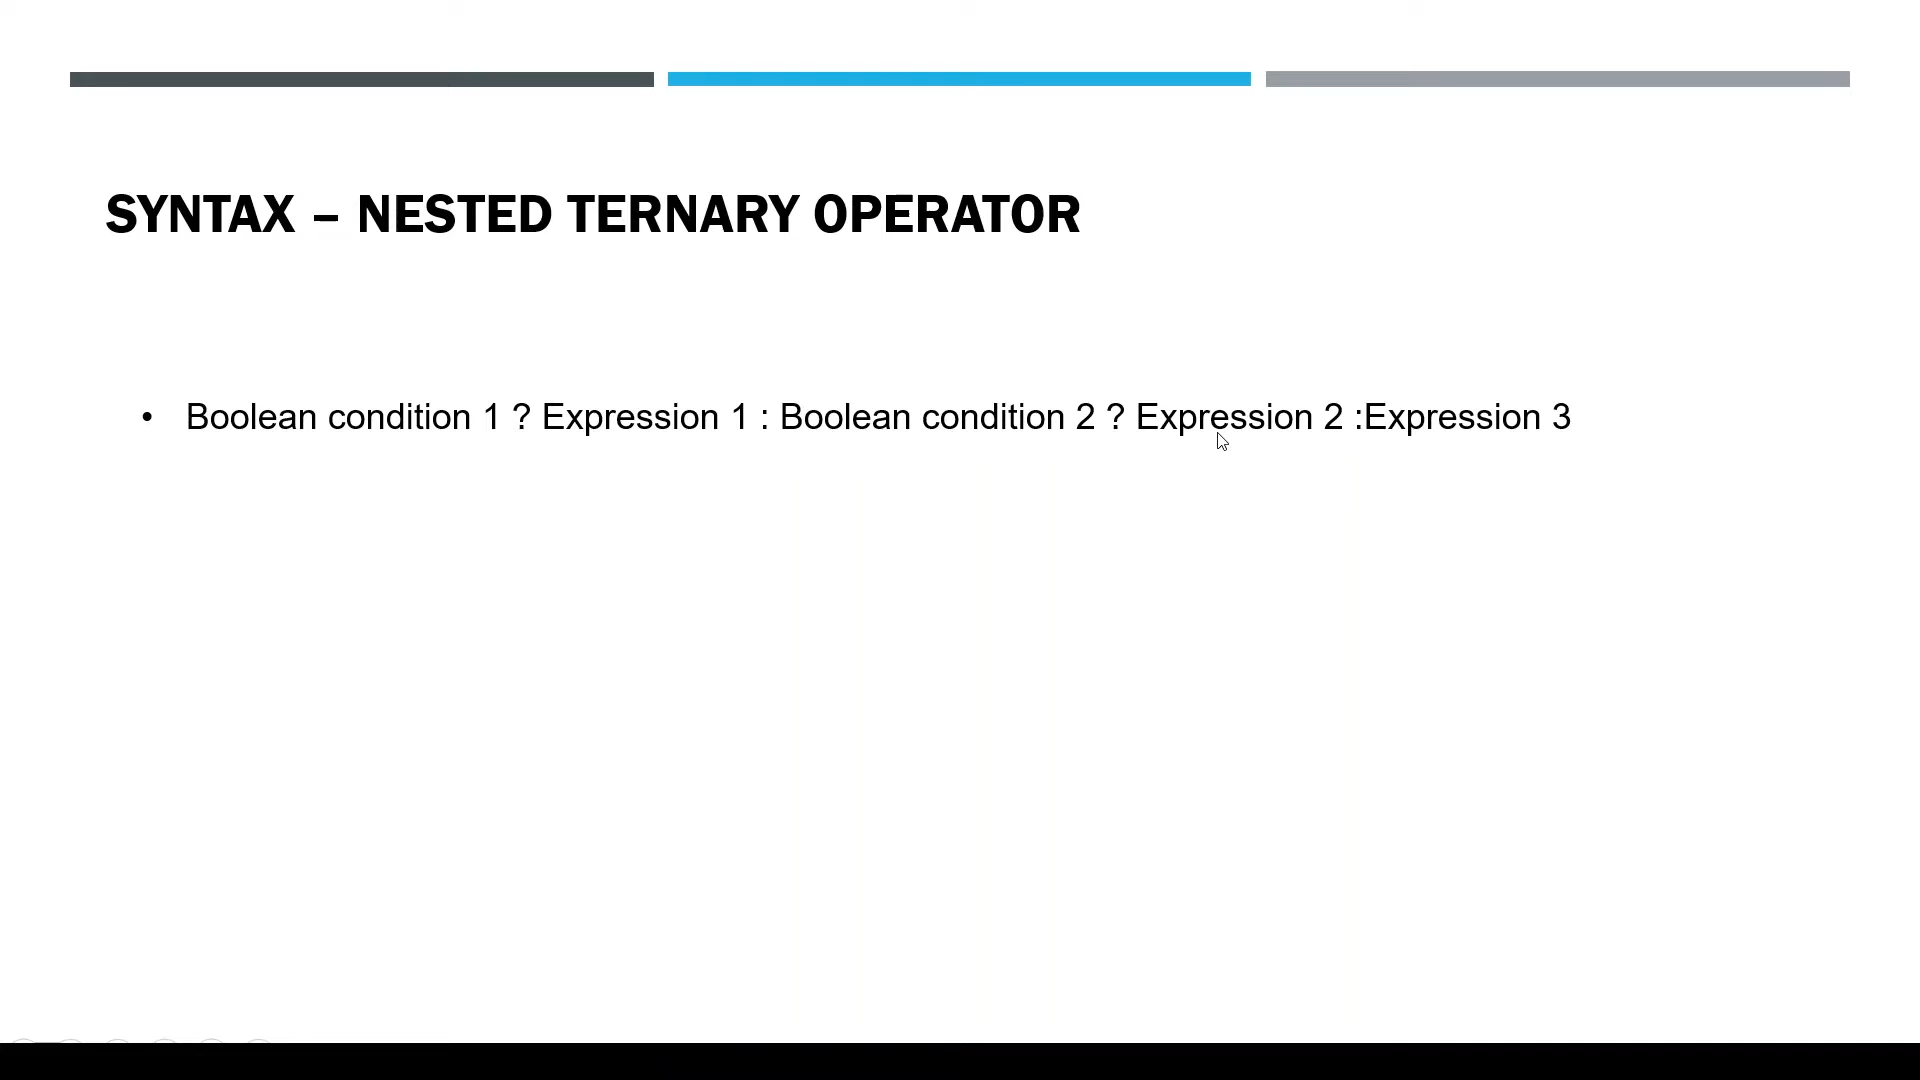 SYNTAX – NESTED TERNARY OPERATOR
• Boolean condition 1 ? Expression 1 : Boolean condition 2 ? Expression 2 :Expression 3